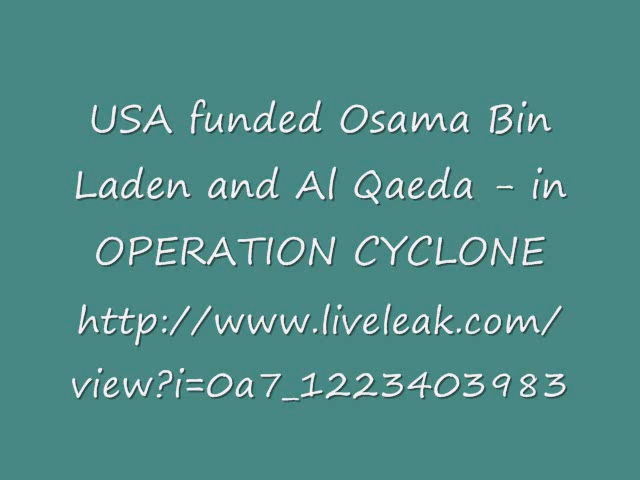 USA funded Osama Bin
Laden and Al Qaeda - in
OPERATION CYCLONE
http://www.liveleak.com/
view?i=0a7_1223403983